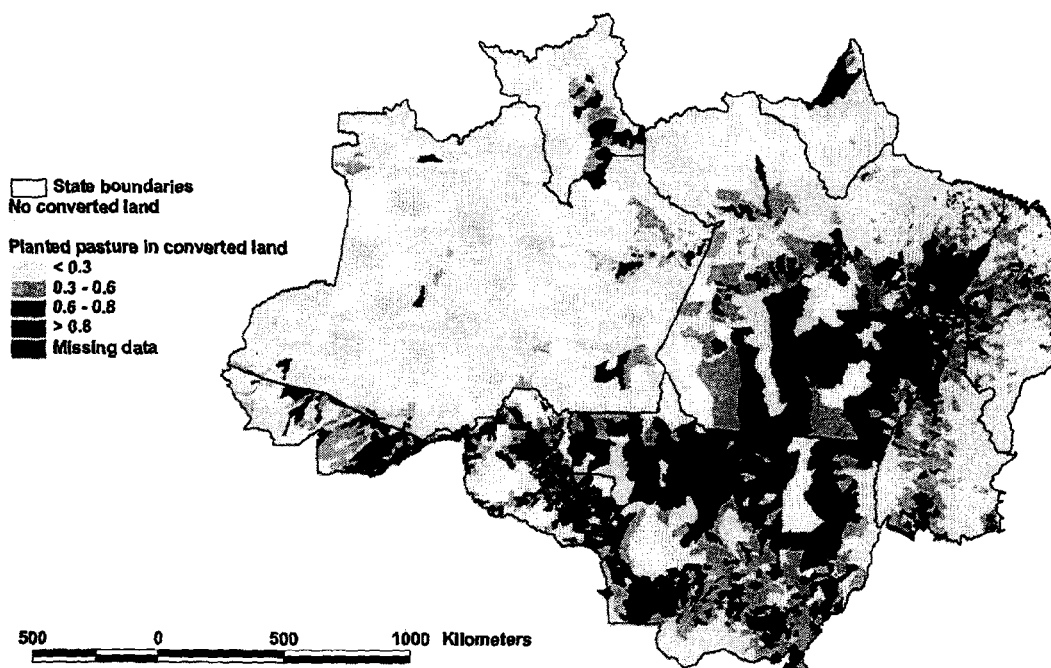 State boundaries
No converted land
Planted pasture in converted land
< 0.3
0.3 - 0.6
0.6 - 0.8
> 0.8
Missing data
500 0 500 1000 Kilometers